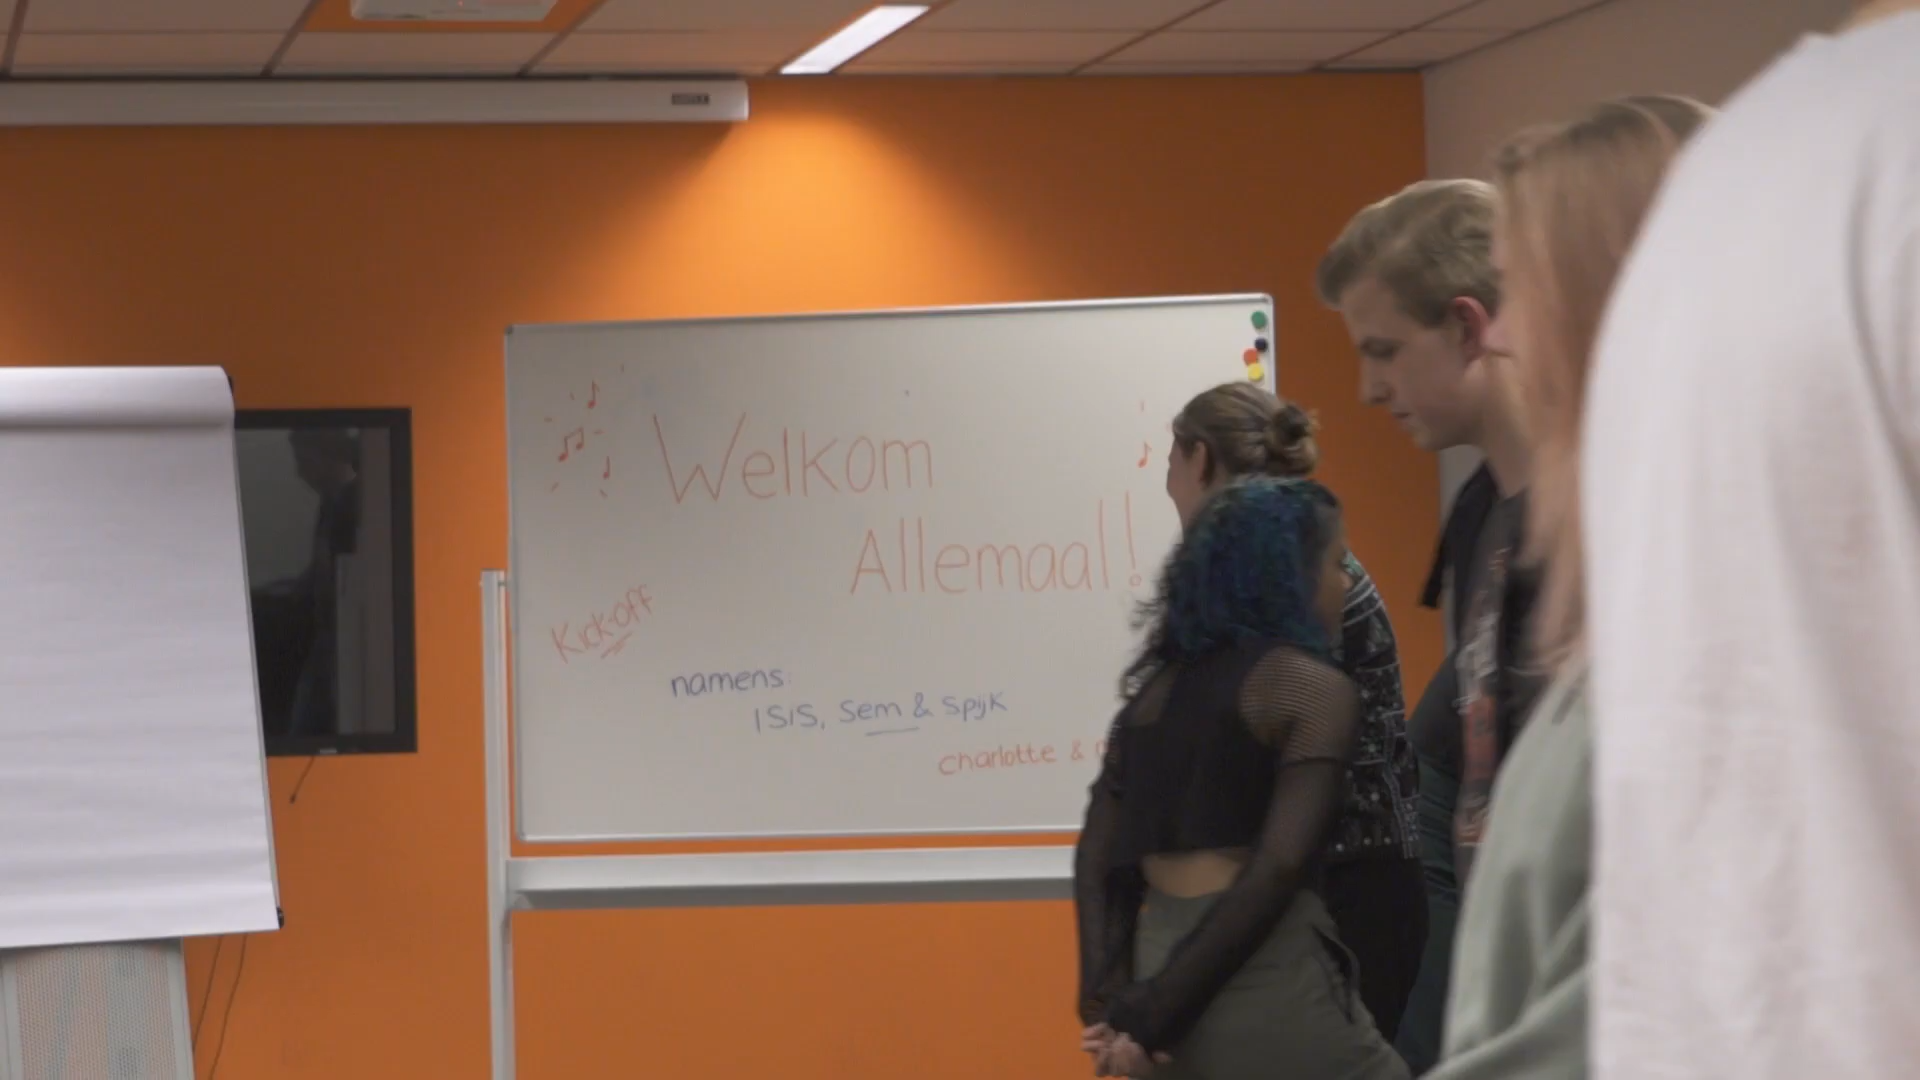 Welkom
Allemaal!
Kick-off
namens:
ISIS, Sem & Spijk
charlotte &